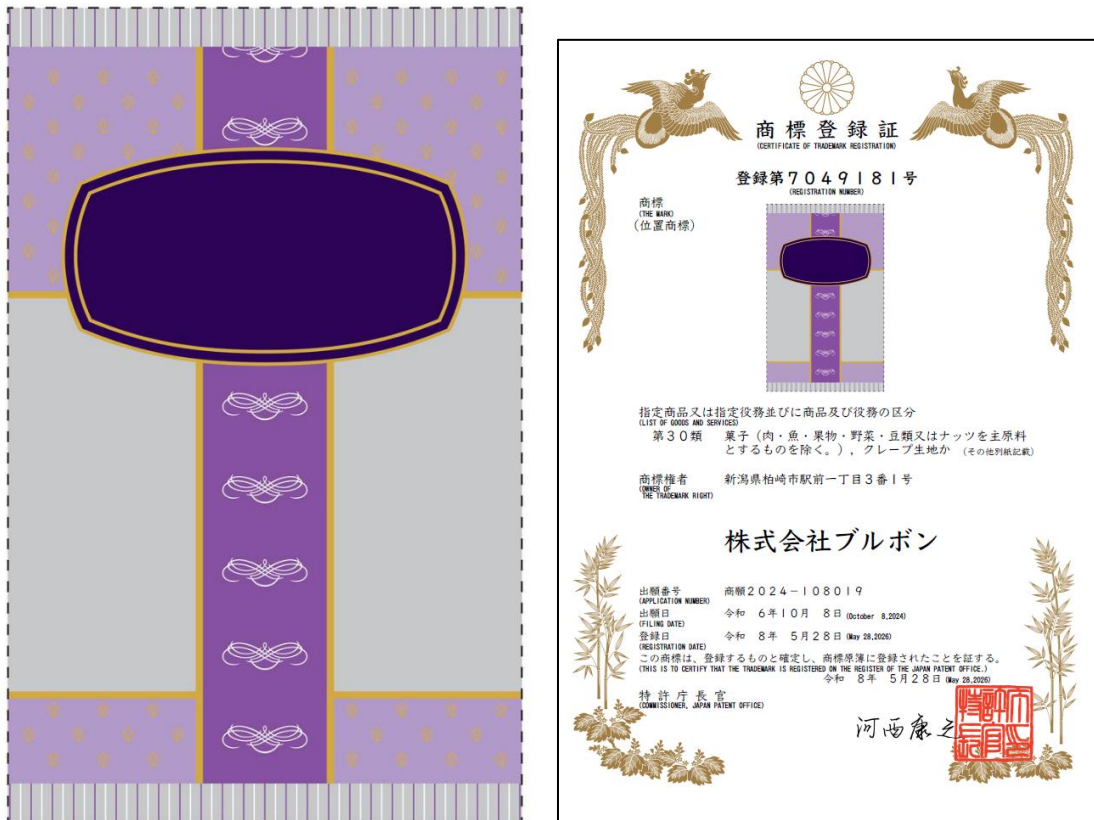 商標登録証
(CERTIFICATE OF TRADEMARK REGISTRATION)
登録第7049181号
(REGISTRATION NUMBER)
商標
(THE MARK)
(位置商標)
指定商品又は指定役務並びに商品及び役務の区分
(LIST OF GOODS AND SERVICES)
第30類 菓子(肉・魚・果物・野菜・豆類又はナッツを主原料
とするものを除く。),クレープ生地か (その他別紙記載)
商標権者 新潟県柏崎市駅前一丁目3番1号
(OWNER OF
THE TRADEMARK RIGHT)
株式会社ブルボン
出願番号 商願2024-108019
(APPLICATION NUMBER)
出願日 令和 6年10月 8日 (October 8,2024)
(FILING DATE)
登録日 令和 8年 5月28日 (May 28,2026)
(REGISTRATION DATE)
この商標は、登録するものと確定し、商標原簿に登録されたことを証する。
(THIS IS TO CERTIFY THAT THE TRADEMARK IS REGISTERED ON THE REGISTER OF THE JAPAN PATENT OFFICE.)
令和 8年 5月28日 (May 28,2026)
特許庁長官
(COMMISSIONER, JAPAN PATENT OFFICE)
河西康之